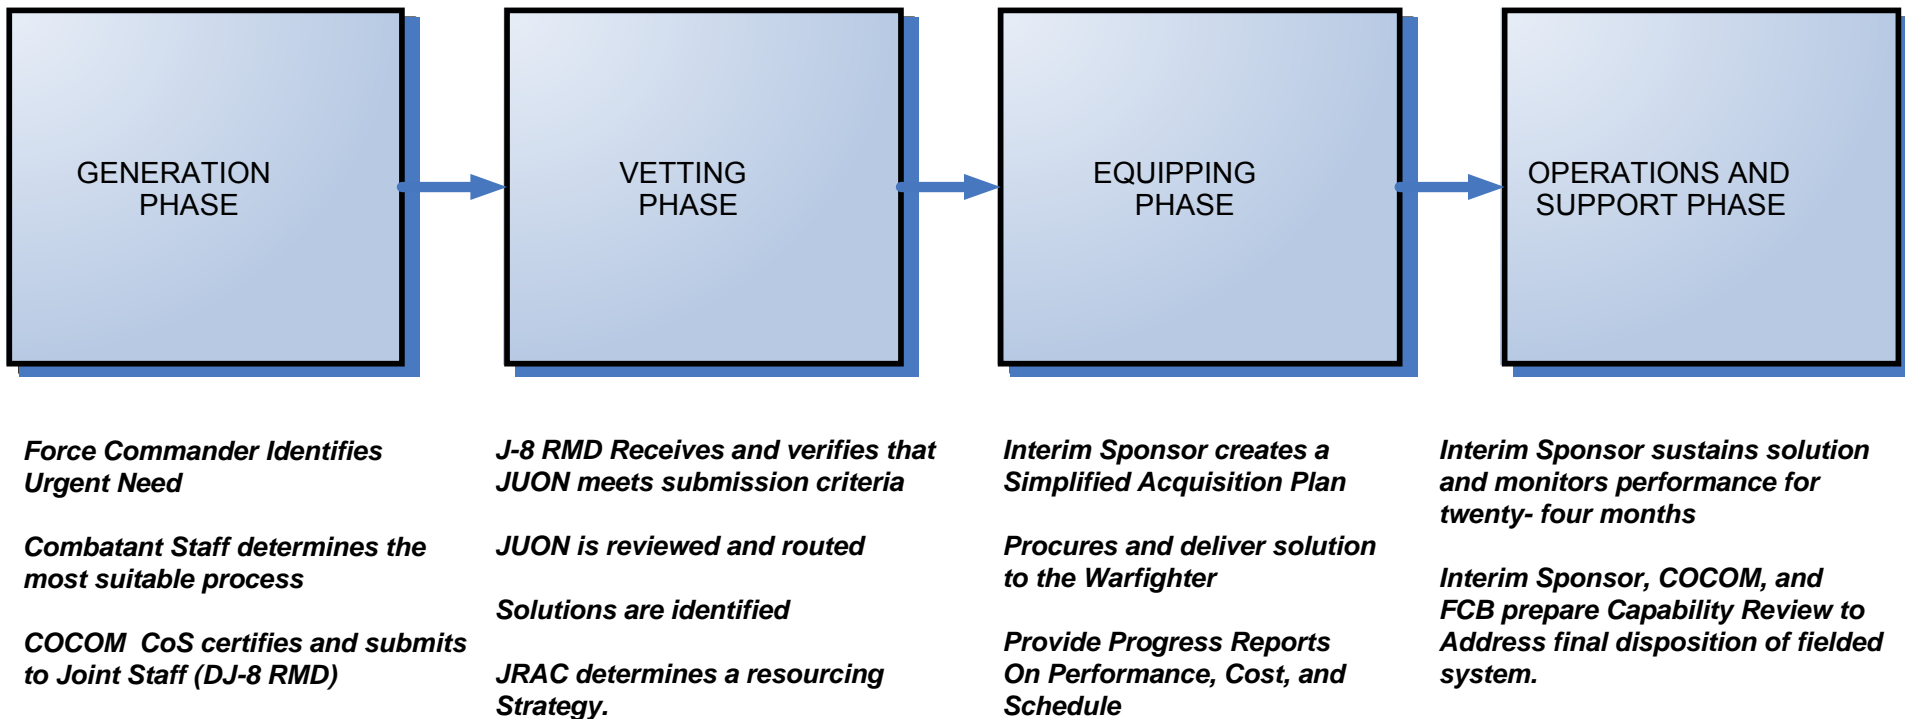 GENERATION
PHASE
VETTING
PHASE
EQUIPPING
PHASE
OPERATIONS AND
SUPPORT PHASE
Force Commander Identifies
Urgent Need
Combatant Staff determines the
most suitable process
COCOM CoS certifies and submits
to Joint Staff (DJ-8 RMD)
J-8 RMD Receives and verifies that
JUON meets submission criteria
JUON is reviewed and routed
Solutions are identified
JRAC determines a resourcing
Strategy.
Interim Sponsor creates a
Simplified Acquisition Plan
Procures and deliver solution
to the Warfighter
Provide Progress Reports
On Performance, Cost, and
Schedule
Interim Sponsor sustains solution
and monitors performance for
twenty- four months
Interim Sponsor, COCOM, and
FCB prepare Capability Review to
Address final disposition of fielded
system.